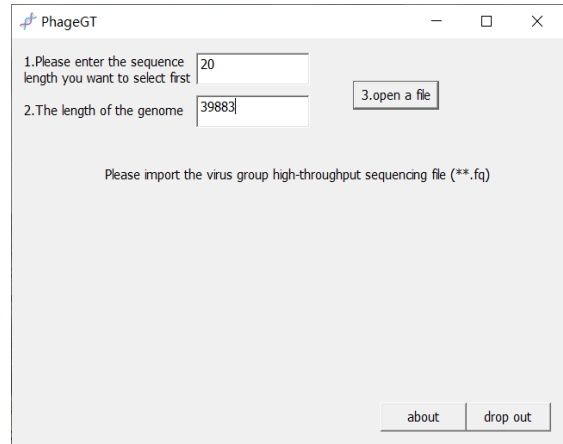 PhageGT
1.Please enter the sequence
length you want to select first
20
3.open a file
2.The length of the genome
39883
Please import the virus group high-throughput sequencing file (**.fq)
about
drop out